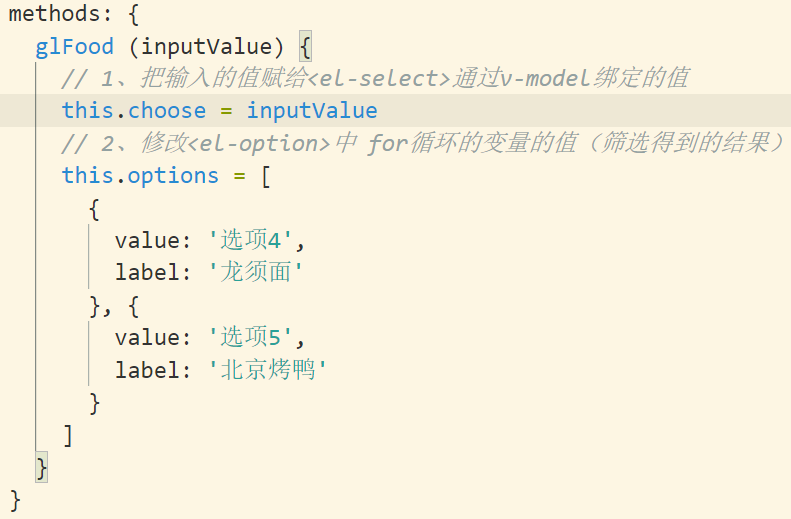 methods: {
glFood (inputValue) {
// 1、把输入的值赋给<el-select>通过v-model绑定的值
this.choose = inputValue
// 2、修改<el-option>中 for循环的变量的值（筛选得到的结果）
this.options = [
{
value: '选项4',
label: '龙须面'
}, {
value: '选项5',
label: '北京烤鸭'
}
]
}
}